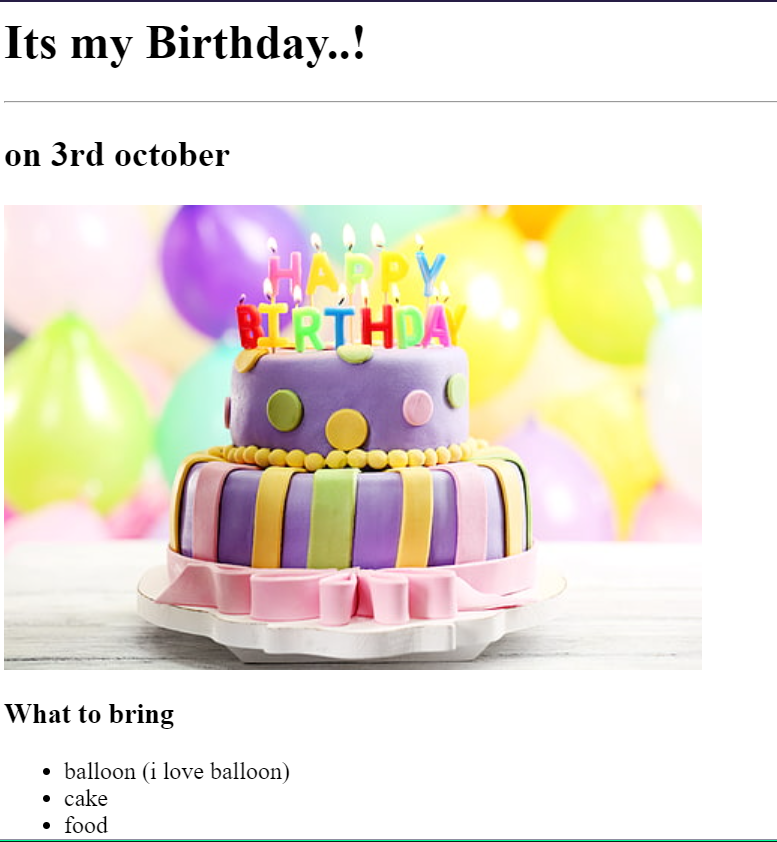 Its my Birthday..!
on 3rd october
HAPPY
BIRTHDAY
What to bring
balloon (i love balloon)
cake
food